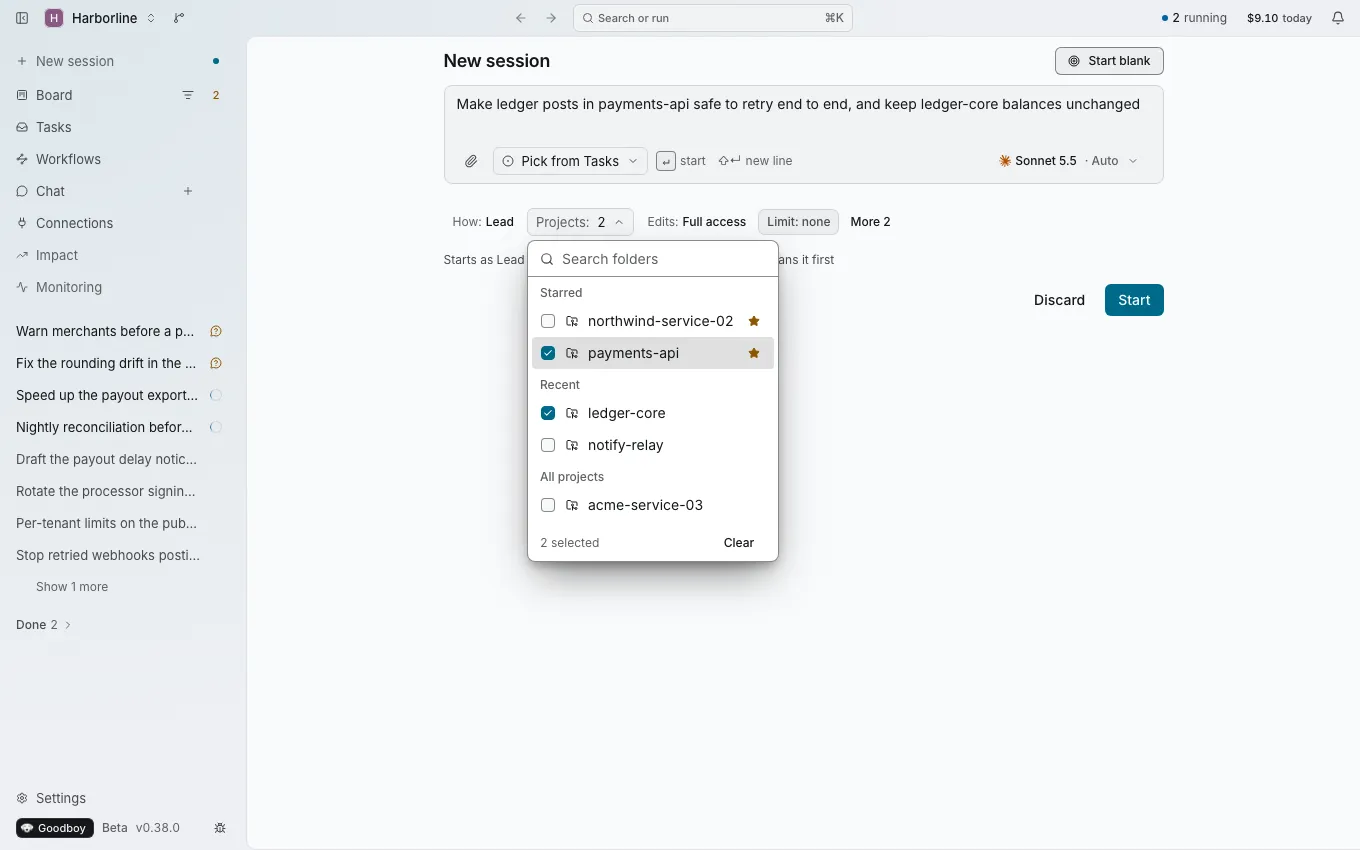 H Harborline
Search or run ⌘K
2 running $9.10 today
New session
Board 2
Tasks
Workflows
Chat
Connections
Impact
Monitoring
Warn merchants before a p...
Fix the rounding drift in the ...
Speed up the payout export...
Nightly reconciliation befor...
Draft the payout delay notic...
Rotate the processor signin...
Per-tenant limits on the pub...
Stop retried webhooks posti...
Show 1 more
Done 2
Settings
Goodboy Beta v0.38.0
New session
Start blank
Make ledger posts in payments-api safe to retry end to end, and keep ledger-core balances unchanged
Pick from Tasks start new line Sonnet 5.5 · Auto
How: Lead Projects: 2 Edits: Full access Limit: none More 2
Starts as Lead ans it first
Discard Start
Search folders
Starred
northwind-service-02
payments-api
Recent
ledger-core
notify-relay
All projects
acme-service-03
2 selected Clear